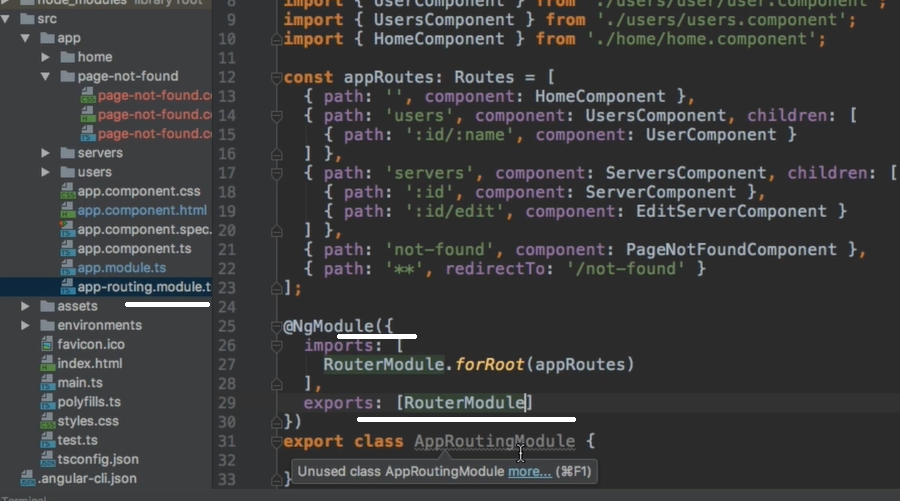 node_modules library root
src
app
home
page-not-found
page-not-found.co
page-not-found.co
page-not-found.co
servers
users
app.component.css
app.component.html
app.component.spec.
app.component.ts
app.module.ts
app-routing.module.t
assets
environments
favicon.ico
index.html
main.ts
polyfills.ts
styles.css
test.ts
tsconfig.json
.angular-cli.json
8 import { UserComponent } from './users/user/user.component';
9 import { UsersComponent } from './users/users.component';
10 import { HomeComponent } from './home/home.component';
11
12 const appRoutes: Routes = [
13 { path: '', component: HomeComponent },
14 { path: 'users', component: UsersComponent, children: [
15 { path: ':id/:name', component: UserComponent }
16 ] },
17 { path: 'servers', component: ServersComponent, children: [
18 { path: ':id', component: ServerComponent },
19 { path: ':id/edit', component: EditServerComponent }
20 ] },
21 { path: 'not-found', component: PageNotFoundComponent },
22 { path: '**', redirectTo: '/not-found' }
23 ];
24
25 @NgModule({
26 imports: [
27 RouterModule.forRoot(appRoutes)
28 ],
29 exports: [RouterModule]
30 })
31 export class AppRoutingModule {
32
Unused class AppRoutingModule more... (⌘F1)
33 }
Terminal